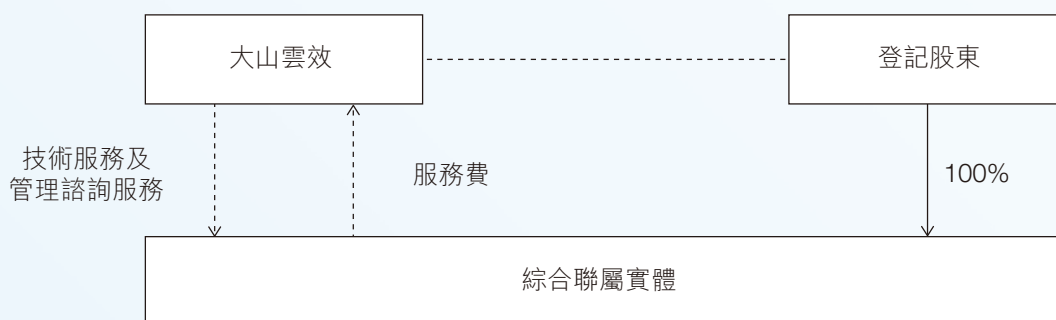 大山雲效
登記股東
技術服務及
管理諮詢服務
服務費
100%
綜合聯屬實體